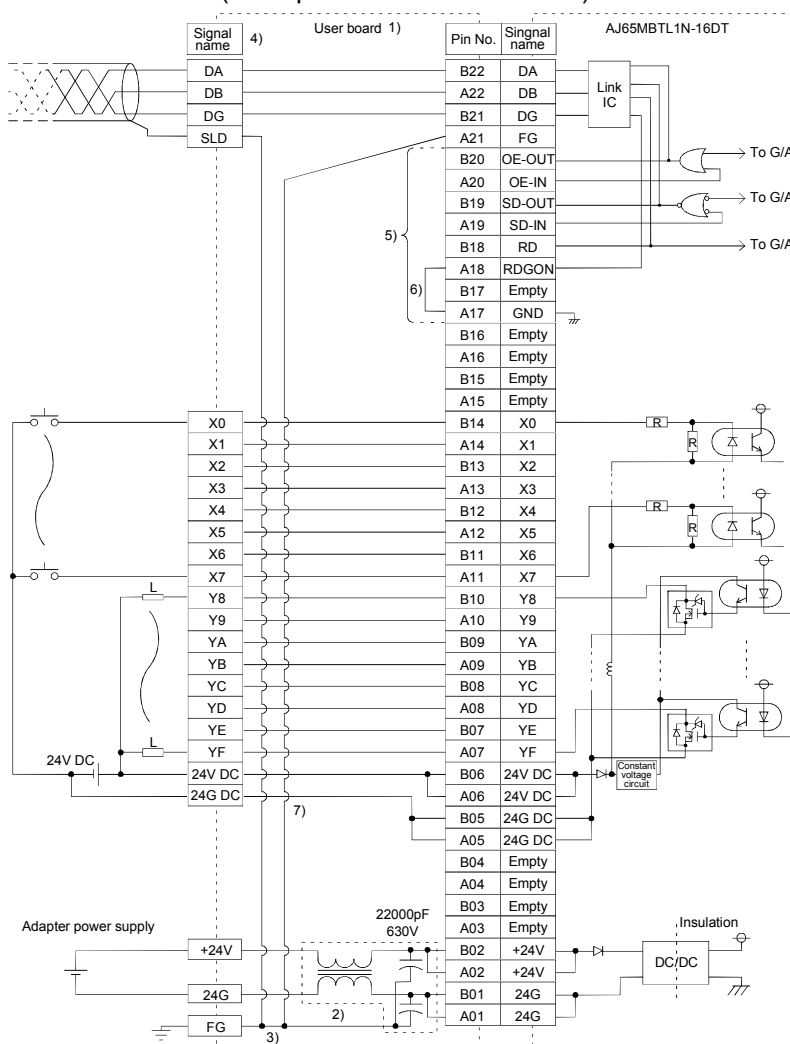 User board 1)
AJ65MBTL1N-16DT
Signal name
4)
Pin No.
Singnal name
DA
B22 DA
DB
A22 DB
DG
B21 DG
SLD
A21 FG
Link IC
B20 OE-OUT
To G/A
A20 OE-IN
B19 SD-OUT
To G/A
A19 SD-IN
5)
B18 RD
To G/A
A18 RDGON
6)
B17 Empty
A17 GND
B16 Empty
A16 Empty
B15 Empty
A15 Empty
X0 B14 X0
R
R
X1 A14 X1
X2 B13 X2
X3 A13 X3
X4 B12 X4
R
R
X5 A12 X5
X6 B11 X6
X7 A11 X7
L
Y8 B10 Y8
Y9 A10 Y9
YA B09 YA
YB A09 YB
YC B08 YC
YD A08 YD
YE B07 YE
L
YF A07 YF
24V DC
24V DC B06 24V DC
Constant voltage circuit
24G DC A06 24V DC
7)
B05 24G DC
A05 24G DC
B04 Empty
A04 Empty
B03 Empty
22000pF
630V
A03 Empty
Adapter power supply
Insulation
+24V B02 +24V
DC/DC
A02 +24V
24G B01 24G
2)
A01 24G
FG
3)